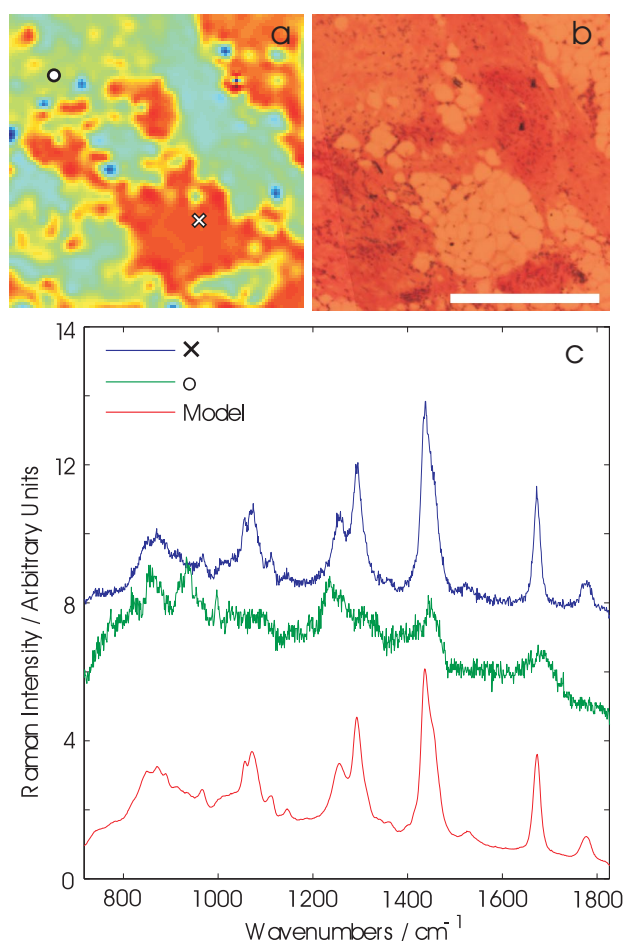 a
b
c
14
12
8
4
0
×
o
Model
Raman Intensity / Arbitrary Units
800 1000 1200 1400 1600 1800
Wavenumbers / cm⁻¹